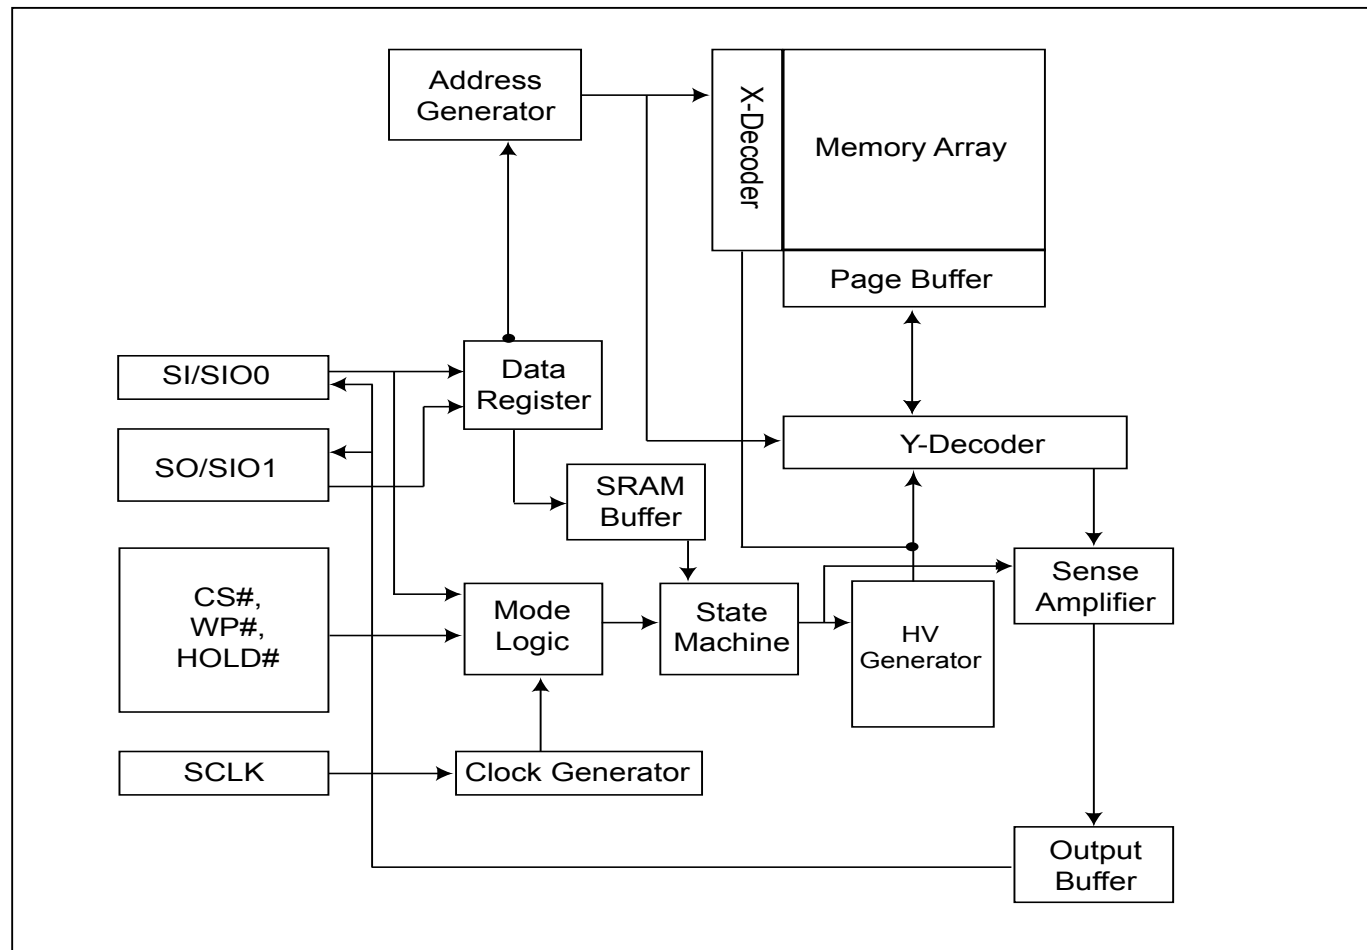 Address
Generator
X-Decoder
Memory Array
Page Buffer
SI/SIO0
Data
Register
SO/SIO1
Y-Decoder
SRAM
Buffer
CS#,
WP#,
HOLD#
Mode
Logic
State
Machine
HV
Generator
Sense
Amplifier
SCLK
Clock Generator
Output
Buffer